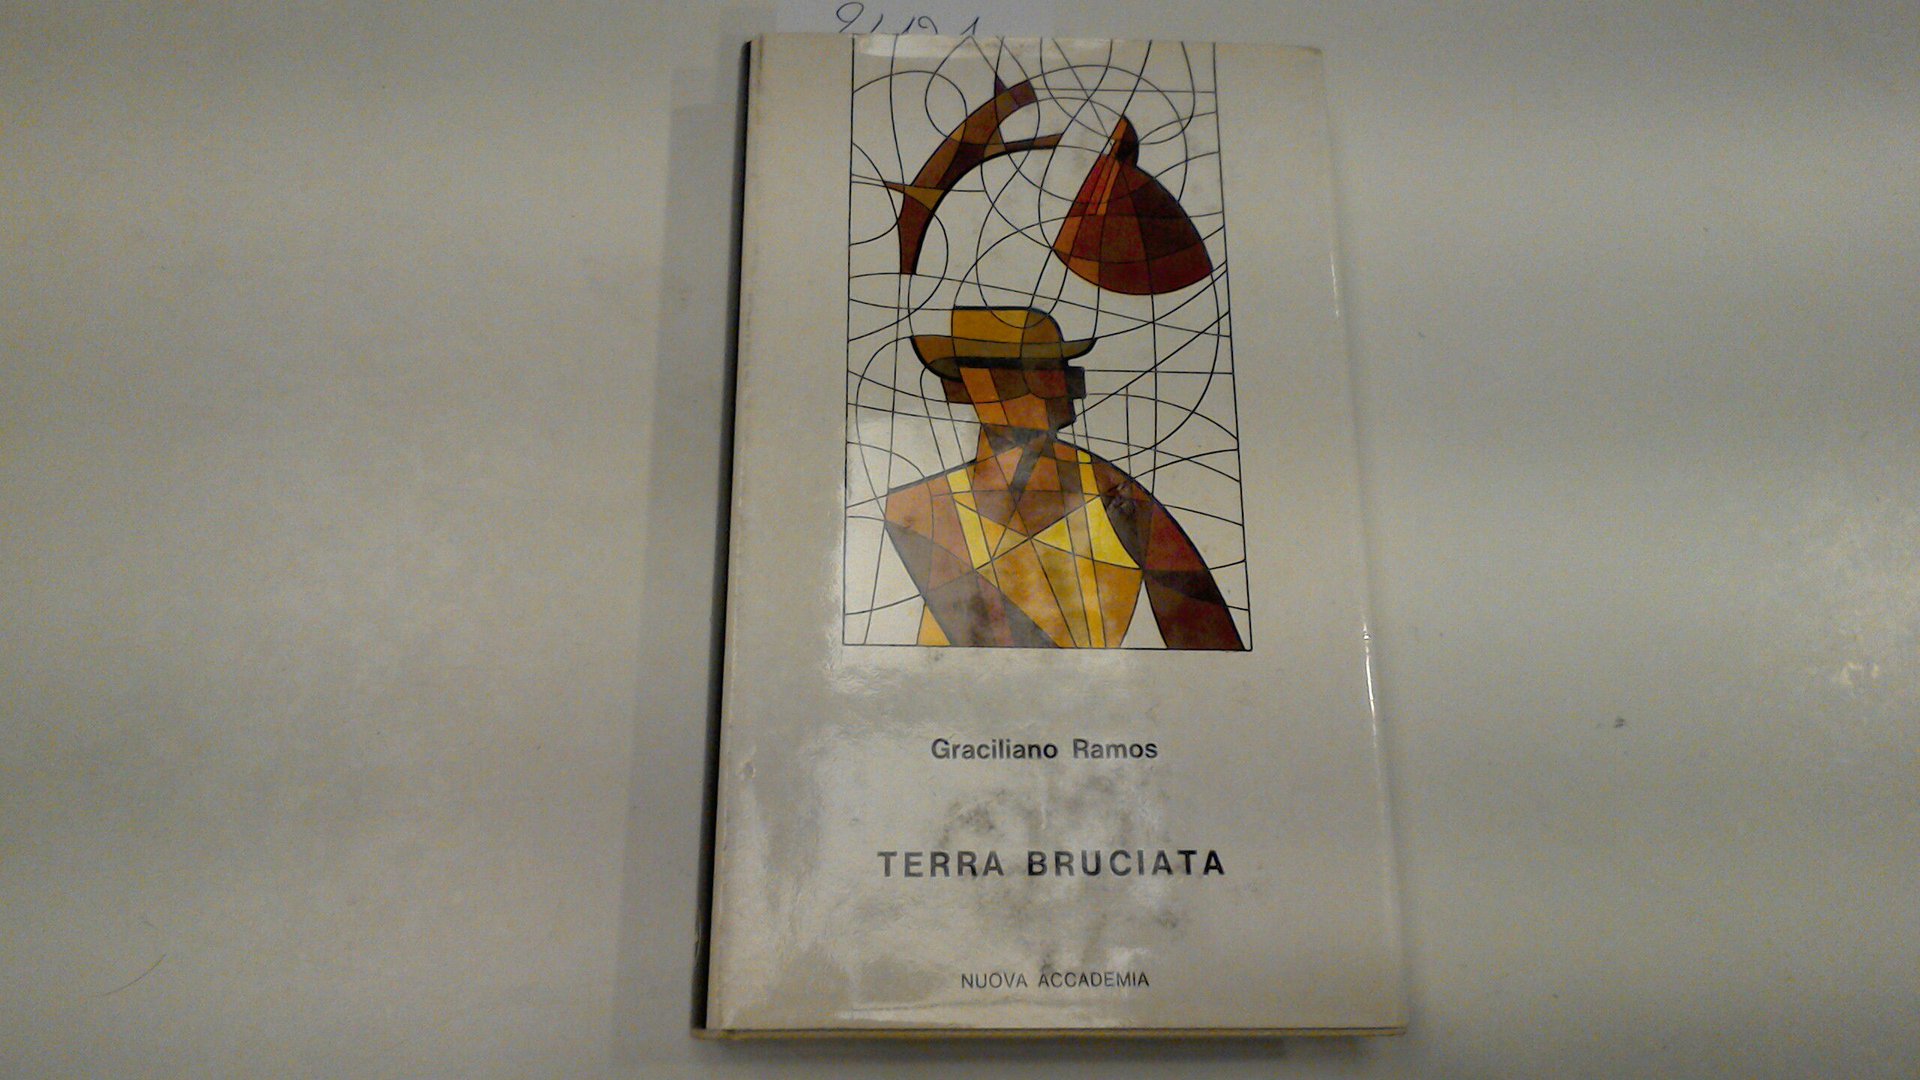 Graciliano Ramos
TERRA BRUCIATA
NUOVA ACCADEMIA